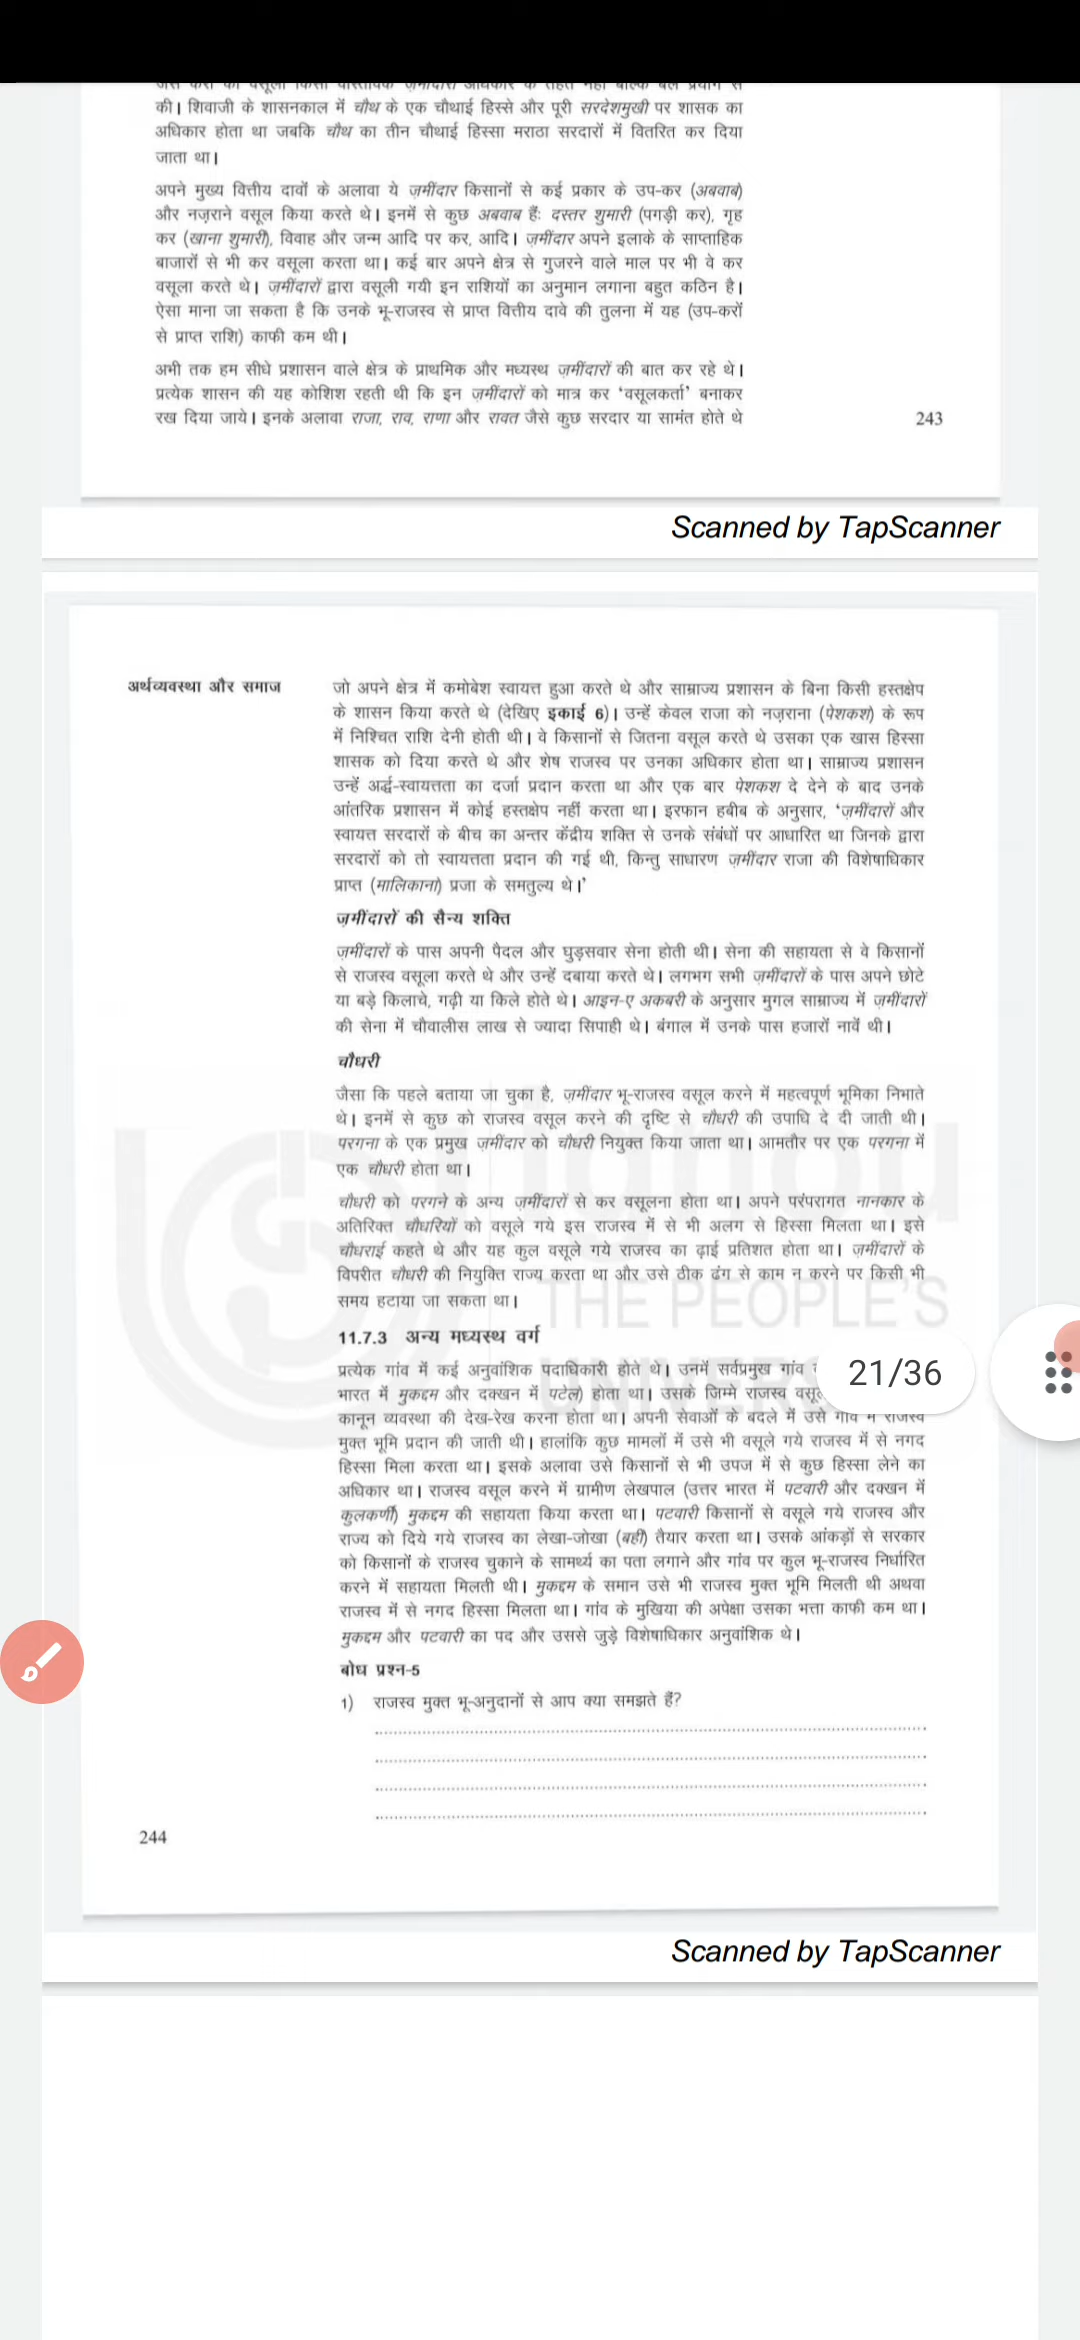 की। शिवाजी के शासनकाल में चौथ के एक चौथाई हिस्से और पूरी सरदेशमुखी पर शासक का
अधिकार होता था जबकि चौथ का तीन चौथाई हिस्सा मराठा सरदारों में वितरित कर दिया
जाता था।
अपने मुख्य वित्तीय दावों के अलावा ये ज़मींदार किसानों से कई प्रकार के उप-कर (अबवाब)
और नज़राने वसूल किया करते थे। इनमें से कुछ अबवाब हैंः दस्तर शुमारी (पगड़ी कर), गृह
कर (खाना शुमारी), विवाह और जन्म आदि पर कर, आदि। ज़मींदार अपने इलाके के साप्ताहिक
बाजारों से भी कर वसूला करता था। कई बार अपने क्षेत्र से गुजरने वाले माल पर भी वे कर
वसूला करते थे। ज़मींदारों द्वारा वसूली गयी इन राशियों का अनुमान लगाना बहुत कठिन है।
ऐसा माना जा सकता है कि उनके भू-राजस्व से प्राप्त वित्तीय दावे की तुलना में यह (उप-करों
से प्राप्त राशि) काफी कम थी।
अभी तक हम सीधे प्रशासन वाले क्षेत्र के प्राथमिक और मध्यस्थ ज़मींदारों की बात कर रहे थे।
प्रत्येक शासन की यह कोशिश रहती थी कि इन ज़मींदारों को मात्र कर ‘वसूलकर्ता’ बनाकर
रख दिया जाये। इनके अलावा राजा, राव, राणा और रावत जैसे कुछ सरदार या सामंत होते थे
243
Scanned by TapScanner
अर्थव्यवस्था और समाज
जो अपने क्षेत्र में कमोबेश स्वायत्त हुआ करते थे और साम्राज्य प्रशासन के बिना किसी हस्तक्षेप
के शासन किया करते थे (देखिए इकाई 6)। उन्हें केवल राजा को नज़राना (पेशकश) के रूप
में निश्चित राशि देनी होती थी। वे किसानों से जितना वसूल करते थे उसका एक खास हिस्सा
शासक को दिया करते थे और शेष राजस्व पर उनका अधिकार होता था। साम्राज्य प्रशासन
उन्हें अर्द्ध-स्वायत्तता का दर्जा प्रदान करता था और एक बार पेशकश दे देने के बाद उनके
आंतरिक प्रशासन में कोई हस्तक्षेप नहीं करता था। इरफान हबीब के अनुसार, ‘ज़मींदारों और
स्वायत्त सरदारों के बीच का अन्तर केंद्रीय शक्ति से उनके संबंधों पर आधारित था जिनके द्वारा
सरदारों को तो स्वायत्तता प्रदान की गई थी, किन्तु साधारण ज़मींदार राजा की विशेषाधिकार
प्राप्त (मालिकाना) प्रजा के समतुल्य थे।’
ज़मींदारों की सैन्य शक्ति
ज़मींदारों के पास अपनी पैदल और घुड़सवार सेना होती थी। सेना की सहायता से वे किसानों
से राजस्व वसूला करते थे और उन्हें दबाया करते थे। लगभग सभी ज़मींदारों के पास अपने छोटे
या बड़े किलाचे, गढ़ी या किले होते थे। आइन-ए अकबरी के अनुसार मुगल साम्राज्य में ज़मींदारों
की सेना में चौवालीस लाख से ज्यादा सिपाही थे। बंगाल में उनके पास हजारों नावें थी।
चौधरी
जैसा कि पहले बताया जा चुका है, ज़मींदार भू-राजस्व वसूल करने में महत्वपूर्ण भूमिका निभाते
थे। इनमें से कुछ को राजस्व वसूल करने की दृष्टि से चौधरी की उपाधि दे दी जाती थी।
परगना के एक प्रमुख ज़मींदार को चौधरी नियुक्त किया जाता था। आमतौर पर एक परगना में
एक चौधरी होता था।
चौधरी को परगने के अन्य ज़मींदारों से कर वसूलना होता था। अपने परंपरागत नानकार के
अतिरिक्त चौधरियों को वसूले गये इस राजस्व में से भी अलग से हिस्सा मिलता था। इसे
चौधराई कहते थे और यह कुल वसूले गये राजस्व का ढ़ाई प्रतिशत होता था। ज़मींदारों के
विपरीत चौधरी की नियुक्ति राज्य करता था और उसे ठीक ढंग से काम न करने पर किसी भी
समय हटाया जा सकता था।
THE PEOPLE'S
11.7.3 अन्य मध्यस्थ वर्ग
प्रत्येक गांव में कई अनुवांशिक पदाधिकारी होते थे। उनमें सर्वप्रमुख गांव
21/36
भारत में मुकद्दम और दक्खन में पटेल) होता था। उसके जिम्मे राजस्व
कानून व्यवस्था की देख-रेख करना होता था। अपनी सेवाओं के बदले में उसे गांव में राजस्व
मुक्त भूमि प्रदान की जाती थी। हालांकि कुछ मामलों में उसे भी वसूले गये राजस्व में से नगद
हिस्सा मिला करता था। इसके अलावा उसे किसानों से भी उपज में से कुछ हिस्सा लेने का
अधिकार था। राजस्व वसूल करने में ग्रामीण लेखपाल (उत्तर भारत में पटवारी और दक्खन में
कुलकर्णी) मुकद्दम की सहायता किया करता था। पटवारी किसानों से वसूले गये राजस्व और
राज्य को दिये गये राजस्व का लेखा-जोखा (बही) तैयार करता था। उसके आंकड़ों से सरकार
को किसानों के राजस्व चुकाने के सामर्थ्य का पता लगाने और गांव पर कुल भू-राजस्व निर्धारित
करने में सहायता मिलती थी। मुकद्दम के समान उसे भी राजस्व मुक्त भूमि मिलती थी अथवा
राजस्व में से नगद हिस्सा मिलता था। गांव के मुखिया की अपेक्षा उसका भत्ता काफी कम था।
मुकद्दम और पटवारी का पद और उससे जुड़े विशेषाधिकार अनुवांशिक थे।
बोध प्रश्न-5
1) राजस्व मुक्त भू-अनुदानों से आप क्या समझते हैं?
244
Scanned by TapScanner